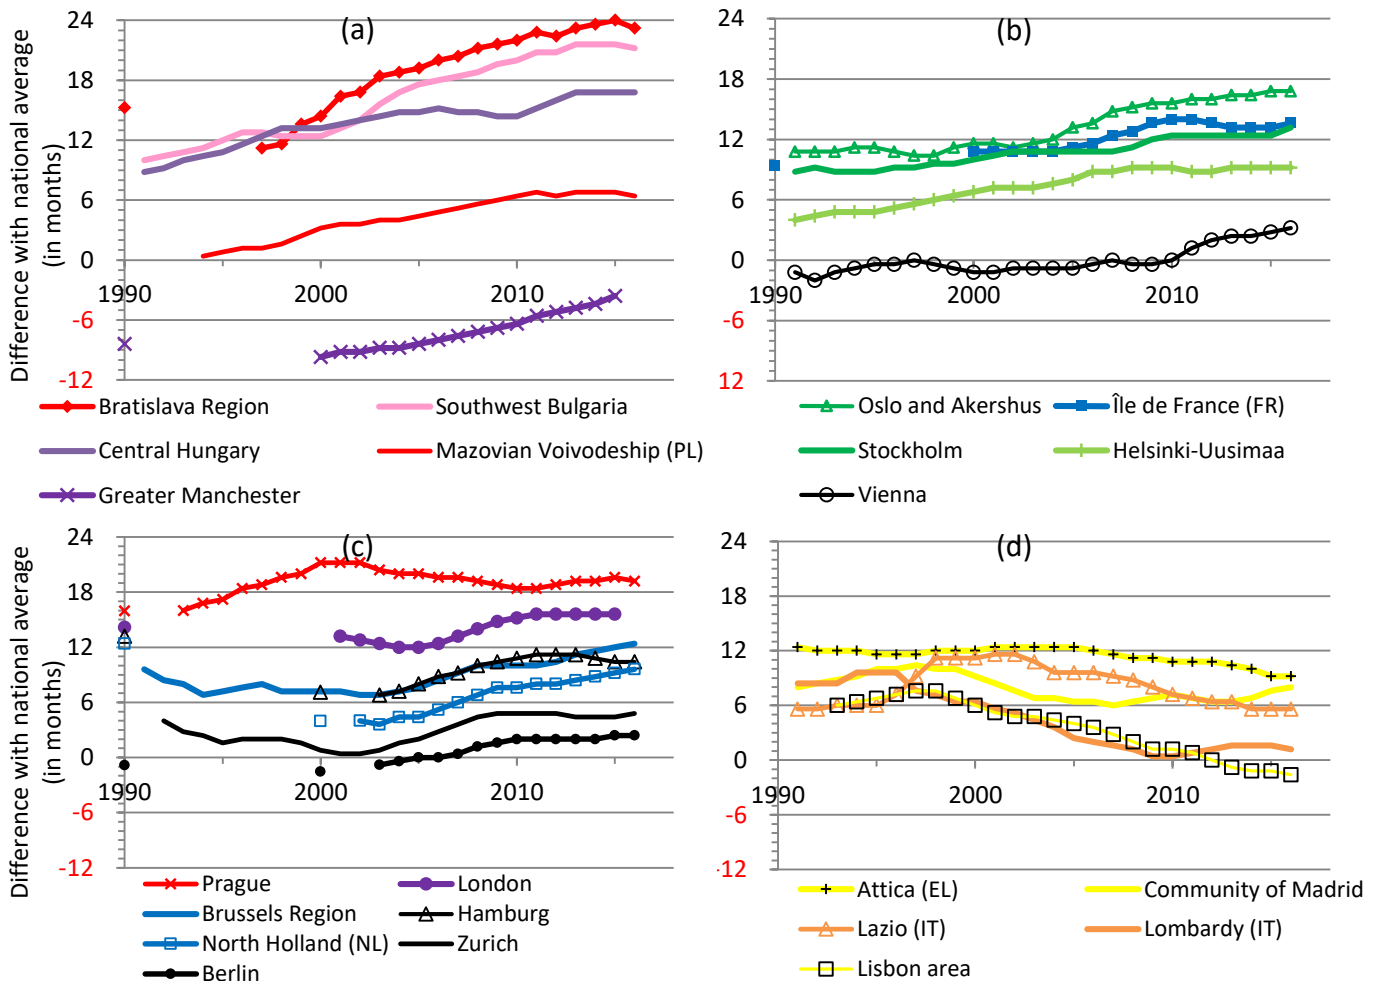 Difference with national average
(in months)
24
18
12
6
0
-6
-12
1990
2000
2010
(a)
Bratislava Region
Southwest Bulgaria
Central Hungary
Mazovian Voivodeship (PL)
Greater Manchester
24
18
12
6
0
-6
12
1990
2000
2010
(b)
Oslo and Akershus
Île de France (FR)
Stockholm
Helsinki-Uusimaa
Vienna
Difference with national average
(in months)
24
18
12
6
0
-6
-12
1990
2000
2010
(c)
Prague
London
Brussels Region
Hamburg
North Holland (NL)
Zurich
Berlin
24
18
12
6
0
-6
-12
1990
2000
2010
(d)
Attica (EL)
Community of Madrid
Lazio (IT)
Lombardy (IT)
Lisbon area